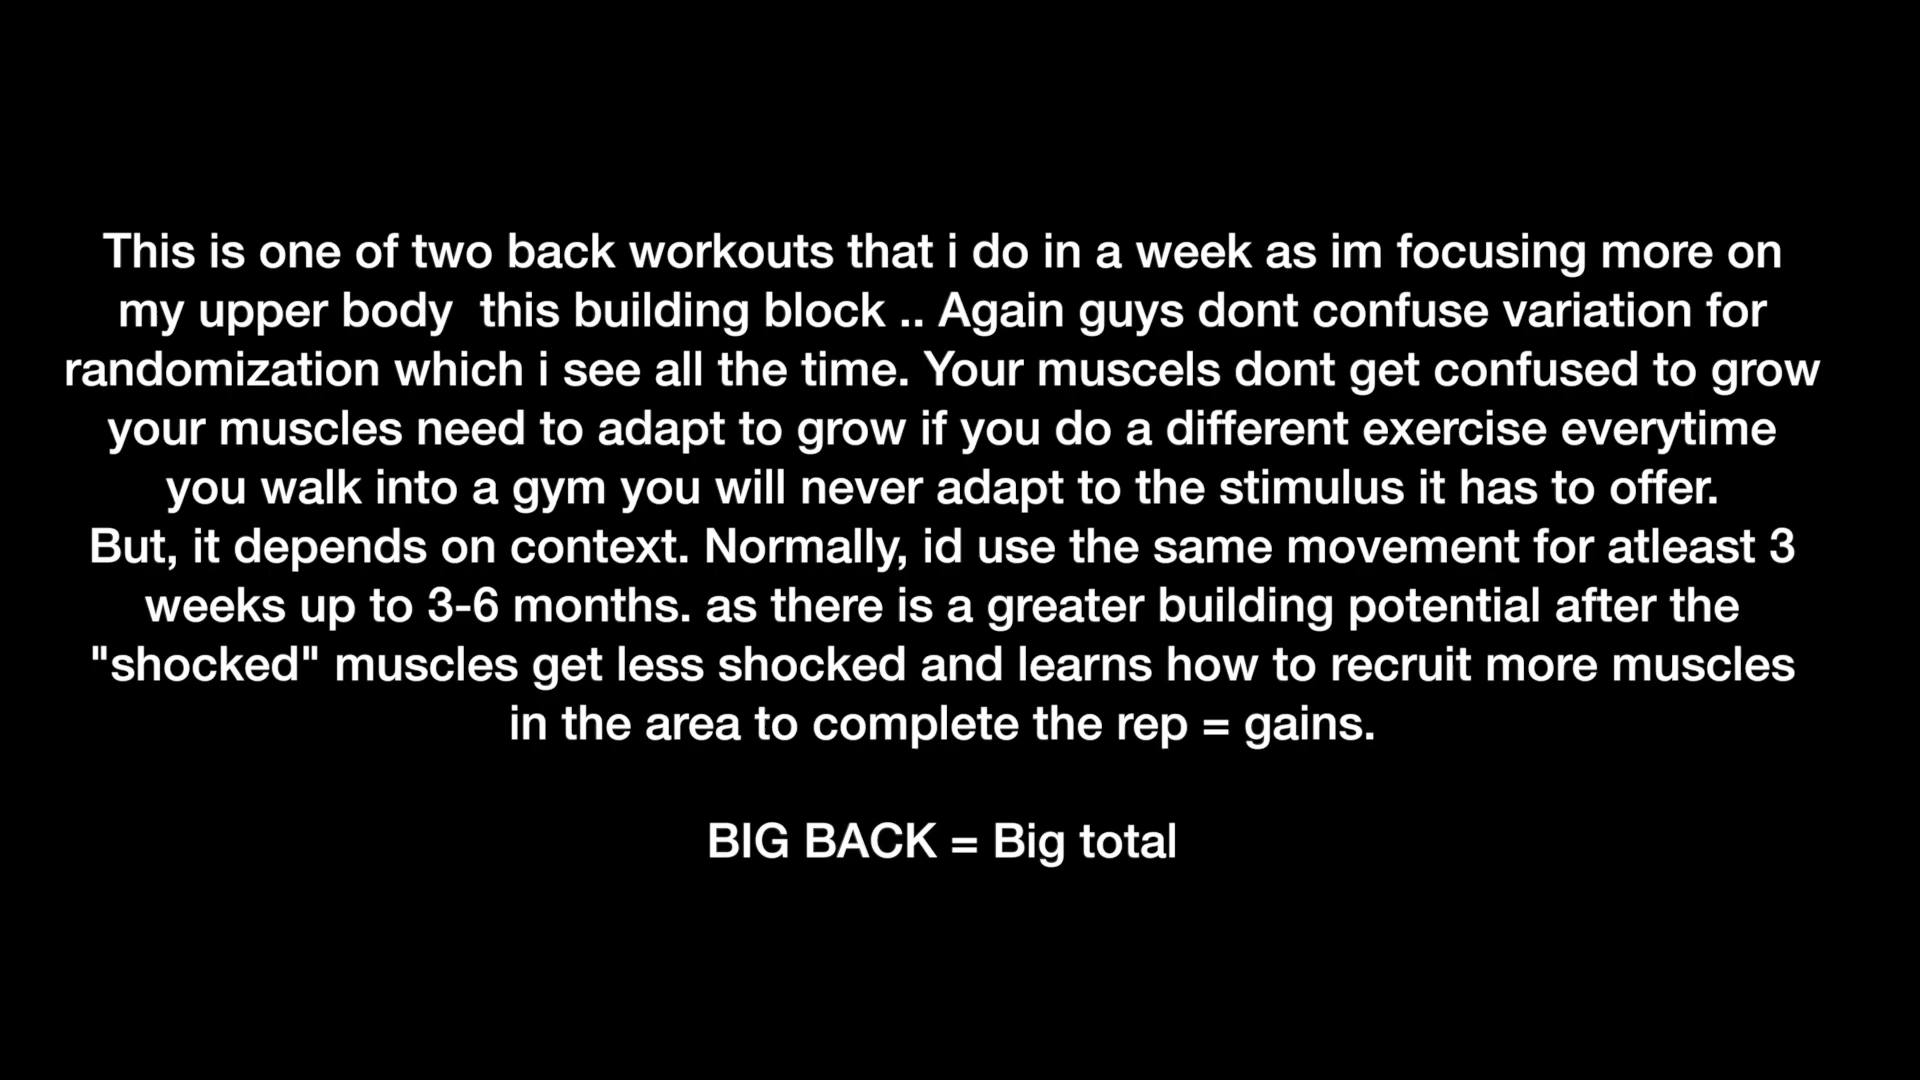 This is one of two back workouts that i do in a week as im focusing more on
my upper body  this building block .. Again guys dont confuse variation for
randomization which i see all the time. Your muscels dont get confused to grow
your muscles need to adapt to grow if you do a different exercise everytime
you walk into a gym you will never adapt to the stimulus it has to offer.
But, it depends on context. Normally, id use the same movement for atleast 3
weeks up to 3-6 months. as there is a greater building potential after the
"shocked" muscles get less shocked and learns how to recruit more muscles
in the area to complete the rep = gains.
BIG BACK = Big total